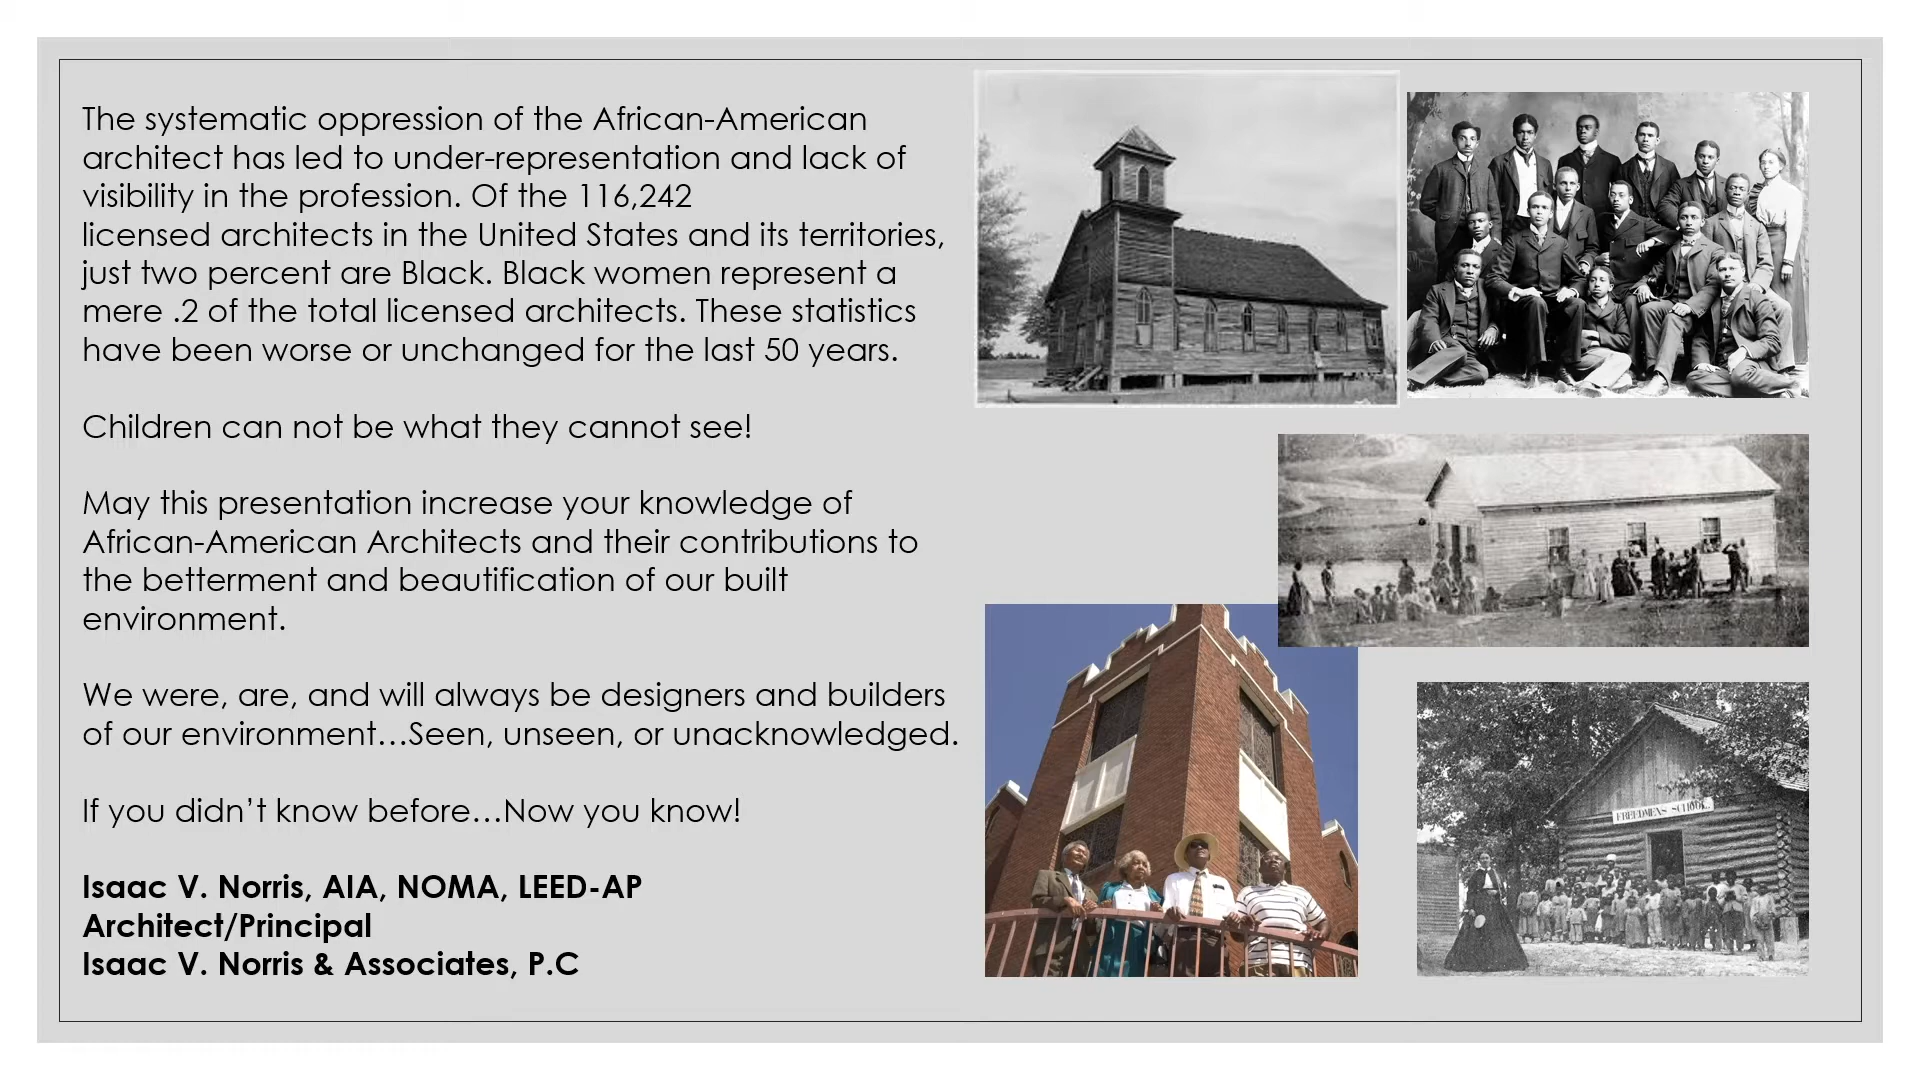 The systematic oppression of the African-American
architect has led to under-representation and lack of
visibility in the profession. Of the 116,242
licensed architects in the United States and its territories,
just two percent are Black. Black women represent a
mere .2 of the total licensed architects. These statistics
have been worse or unchanged for the last 50 years.
Children can not be what they cannot see!
May this presentation increase your knowledge of
African-American Architects and their contributions to
the betterment and beautification of our built
environment.
We were, are, and will always be designers and builders
of our environment…Seen, unseen, or unacknowledged.
If you didn’t know before…Now you know!
Isaac V. Norris, AIA, NOMA, LEED-AP
Architect/Principal
Isaac V. Norris & Associates, P.C
FREEDMENS SCHOOL.